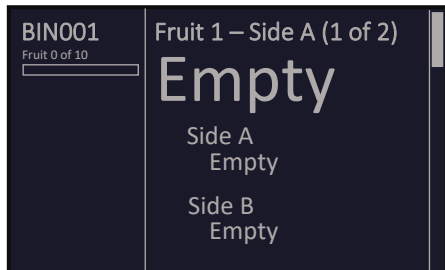 BIN001
Fruit 0 of 10
Fruit 1 – Side A (1 of 2)
Empty
Side A
Empty
Side B
Empty